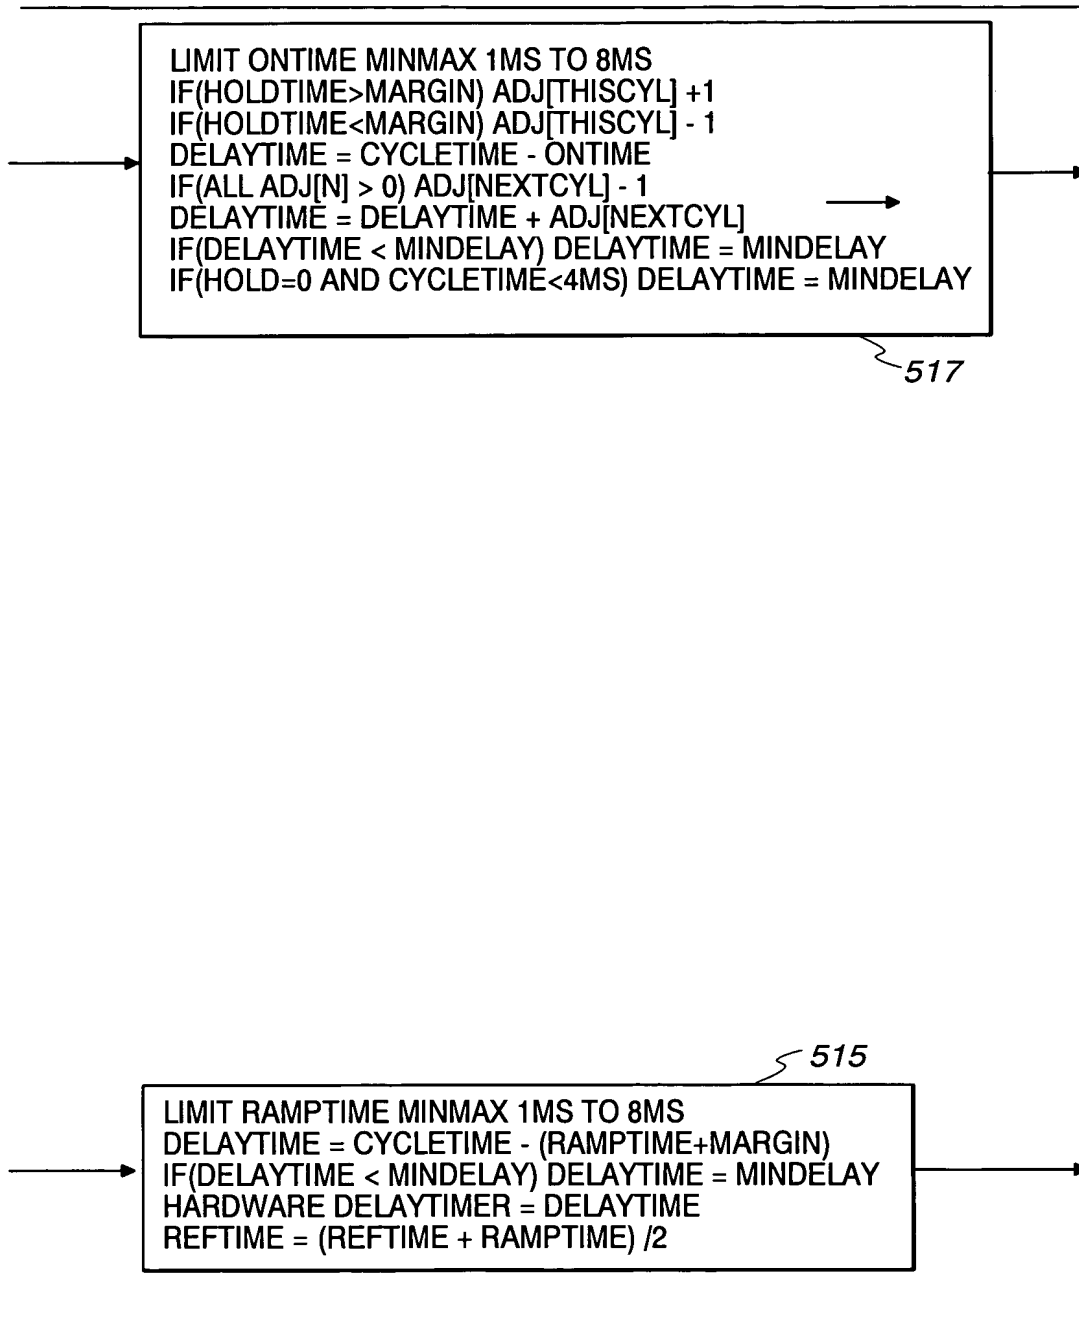 LIMIT ONTIME MINMAX 1MS TO 8MS
IF(HOLDTIME>MARGIN) ADJ[THISCYL] +1
IF(HOLDTIME<MARGIN) ADJ[THISCYL] - 1
DELAYTIME = CYCLETIME - ONTIME
IF(ALL ADJ[N] > 0) ADJ[NEXTCYL] - 1
DELAYTIME = DELAYTIME + ADJ[NEXTCYL]
IF(DELAYTIME < MINDELAY) DELAYTIME = MINDELAY
IF(HOLD=0 AND CYCLETIME<4MS) DELAYTIME = MINDELAY
517
515
LIMIT RAMPTIME MINMAX 1MS TO 8MS
DELAYTIME = CYCLETIME - (RAMPTIME+MARGIN)
IF(DELAYTIME < MINDELAY) DELAYTIME = MINDELAY
HARDWARE DELAYTIMER = DELAYTIME
REFTIME = (REFTIME + RAMPTIME) /2